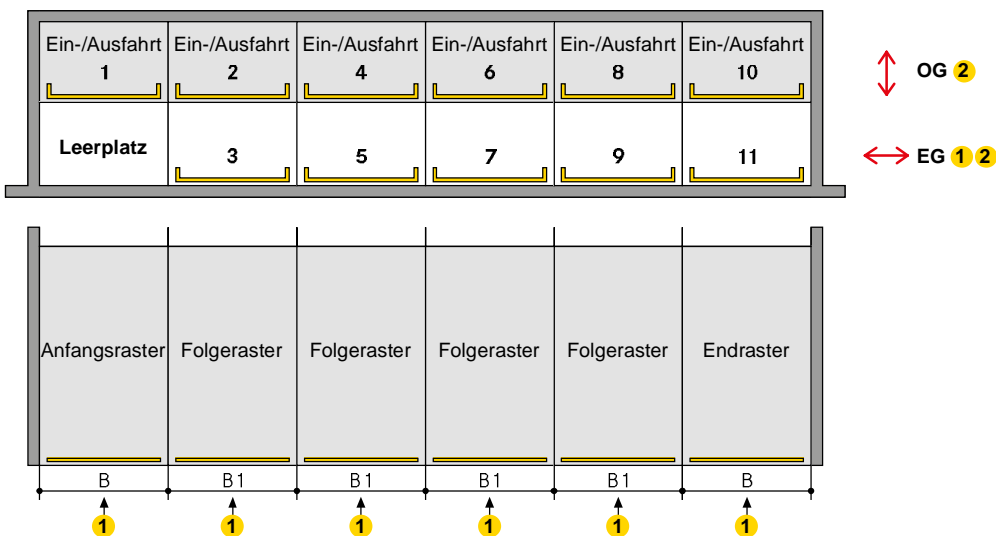 Ein-/Ausfahrt Ein-/Ausfahrt Ein-/Ausfahrt Ein-/Ausfahrt Ein-/Ausfahrt Ein-/Ausfahrt
1 2 4 6 8 10
OG 2
Leerplatz 3 5 7 9 11
EG 1 2
Anfangsraster Folgeraster Folgeraster Folgeraster Folgeraster Endraster
B B1 B1 B1 B1 B
1 1 1 1 1 1